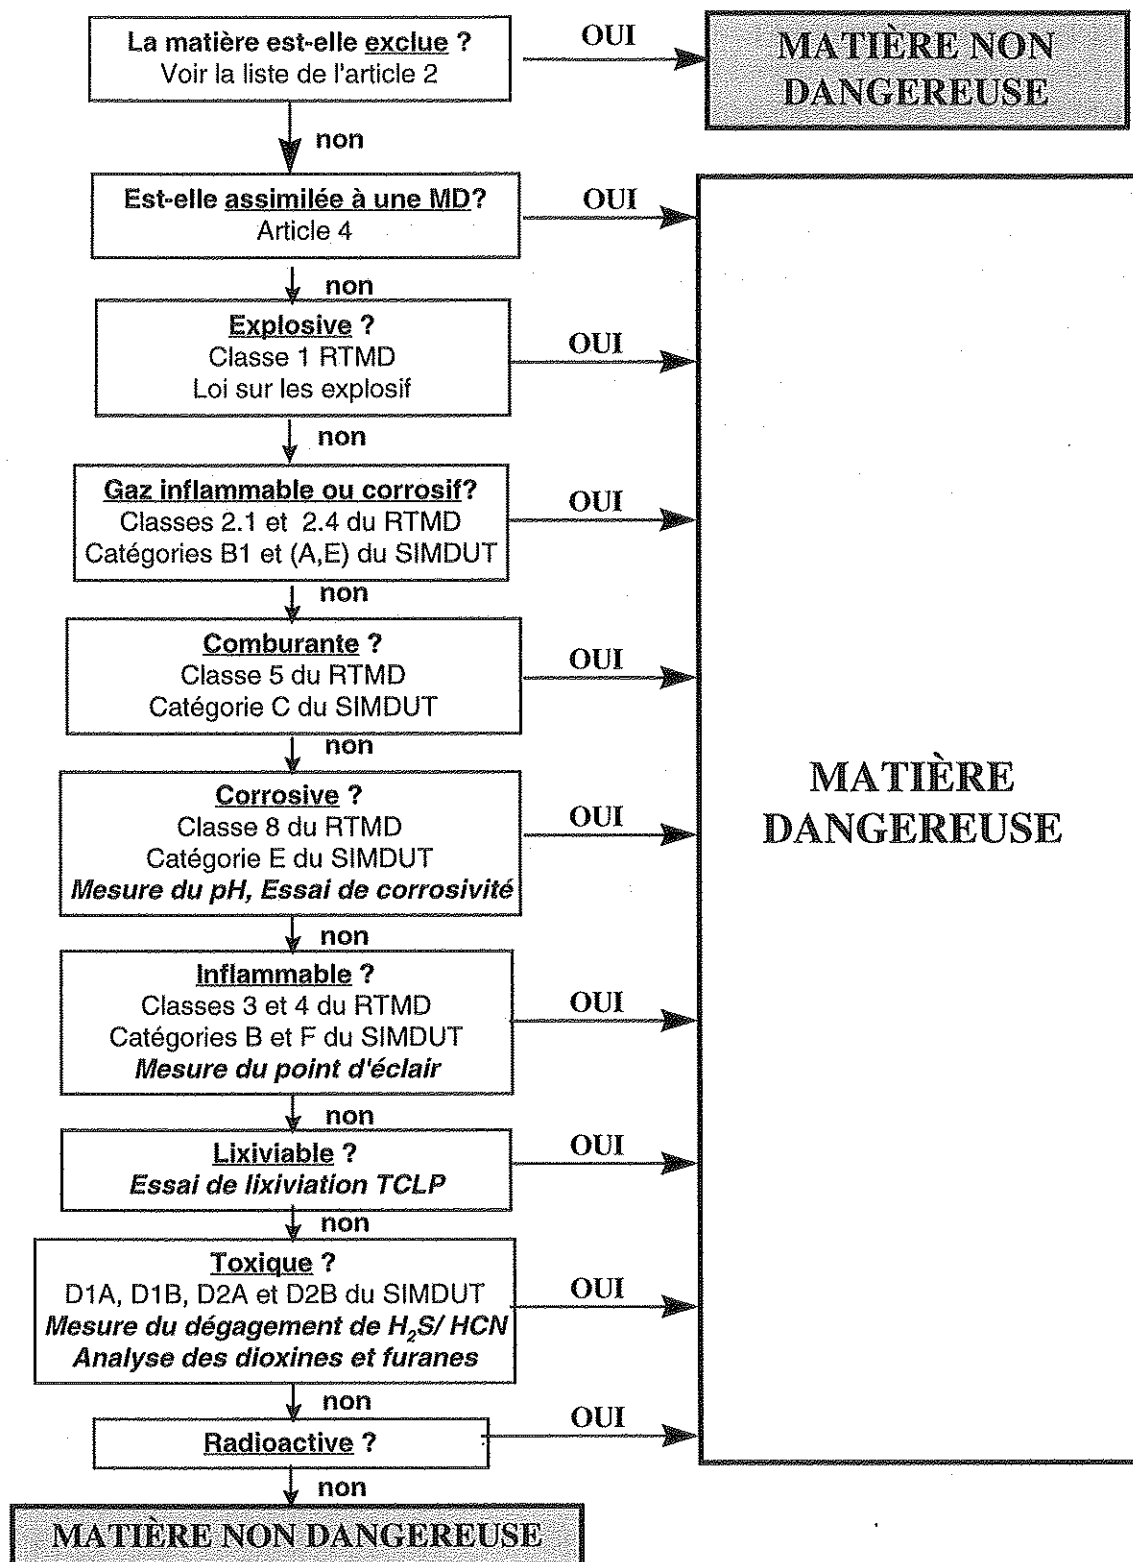 La matière est-elle exclue ?
Voir la liste de l'article 2
OUI
MATIÈRE NON
DANGEREUSE
non
Est-elle assimilée à une MD?
Article 4
OUI
non
Explosive ?
Classe 1 RTMD
Loi sur les explosif
OUI
non
Gaz inflammable ou corrosif?
Classes 2.1 et 2.4 du RTMD
Catégories B1 et (A,E) du SIMDUT
OUI
non
Comburante ?
Classe 5 du RTMD
Catégorie C du SIMDUT
OUI
non
MATIÈRE
DANGEREUSE
Corrosive ?
Classe 8 du RTMD
Catégorie E du SIMDUT
Mesure du pH, Essai de corrosivité
OUI
non
Inflammable ?
Classes 3 et 4 du RTMD
Catégories B et F du SIMDUT
Mesure du point d'éclair
OUI
non
Lixiviable ?
Essai de lixiviation TCLP
OUI
non
Toxique ?
D1A, D1B, D2A et D2B du SIMDUT
Mesure du dégagement de H₂S/ HCN
Analyse des dioxines et furanes
OUI
non
Radioactive ?
OUI
non
MATIÈRE NON DANGEREUSE